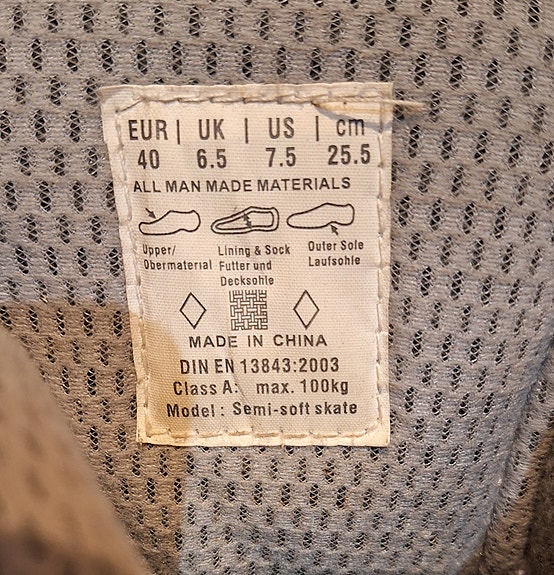 EUR | UK | US | cm
40 6.5 7.5 25.5
ALL MAN MADE MATERIALS
Upper/ Lining & Sock Outer Sole
Obermaterial Futter und Laufsohle
Decksohle
MADE IN CHINA
DIN EN 13843:2003
Class A: max. 100kg
Model : Semi-soft skate